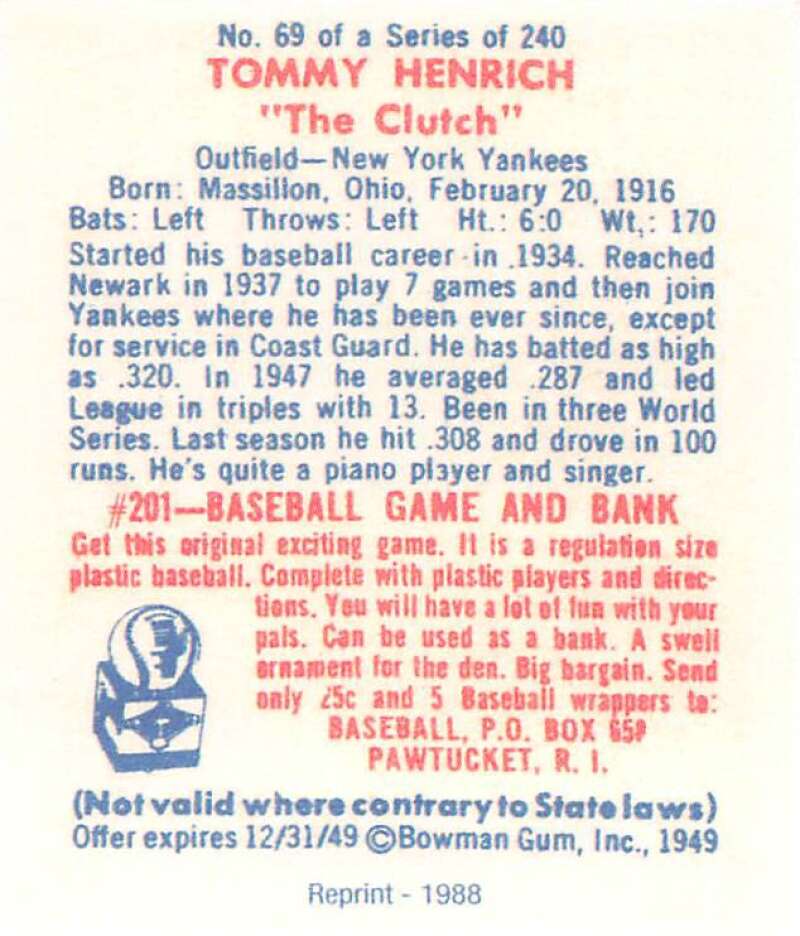 No. 69 of a Series of 240
TOMMY HENRICH
"The Clutch"
Outfield—New York Yankees
Born: Massillon, Ohio, February 20, 1916
Bats: Left Throws: Left Ht.: 6:0 Wt.: 170
Started his baseball career in 1934. Reached
Newark in 1937 to play 7 games and then join
Yankees where he has been ever since, except
for service in Coast Guard. He has batted as high
as .320. In 1947 he averaged .287 and led
League in triples with 13. Been in three World
Series. Last season he hit .308 and drove in 100
runs. He's quite a piano player and singer.
#201—BASEBALL GAME AND BANK
Get this original exciting game. It is a regulation size
plastic baseball. Complete with plastic players and direc-
tions. You will have a lot of fun with your
pals. Can be used as a bank. A swell
ornament for the den. Big bargain. Send
only 25c and 5 Baseball wrappers to:
BASEBALL, P.O. BOX
PAWTUCKET, R. I.
(Not valid where contrary to State laws)
Offer expires 12/31/49 ©Bowman Gum, Inc., 1949
Reprint - 1988